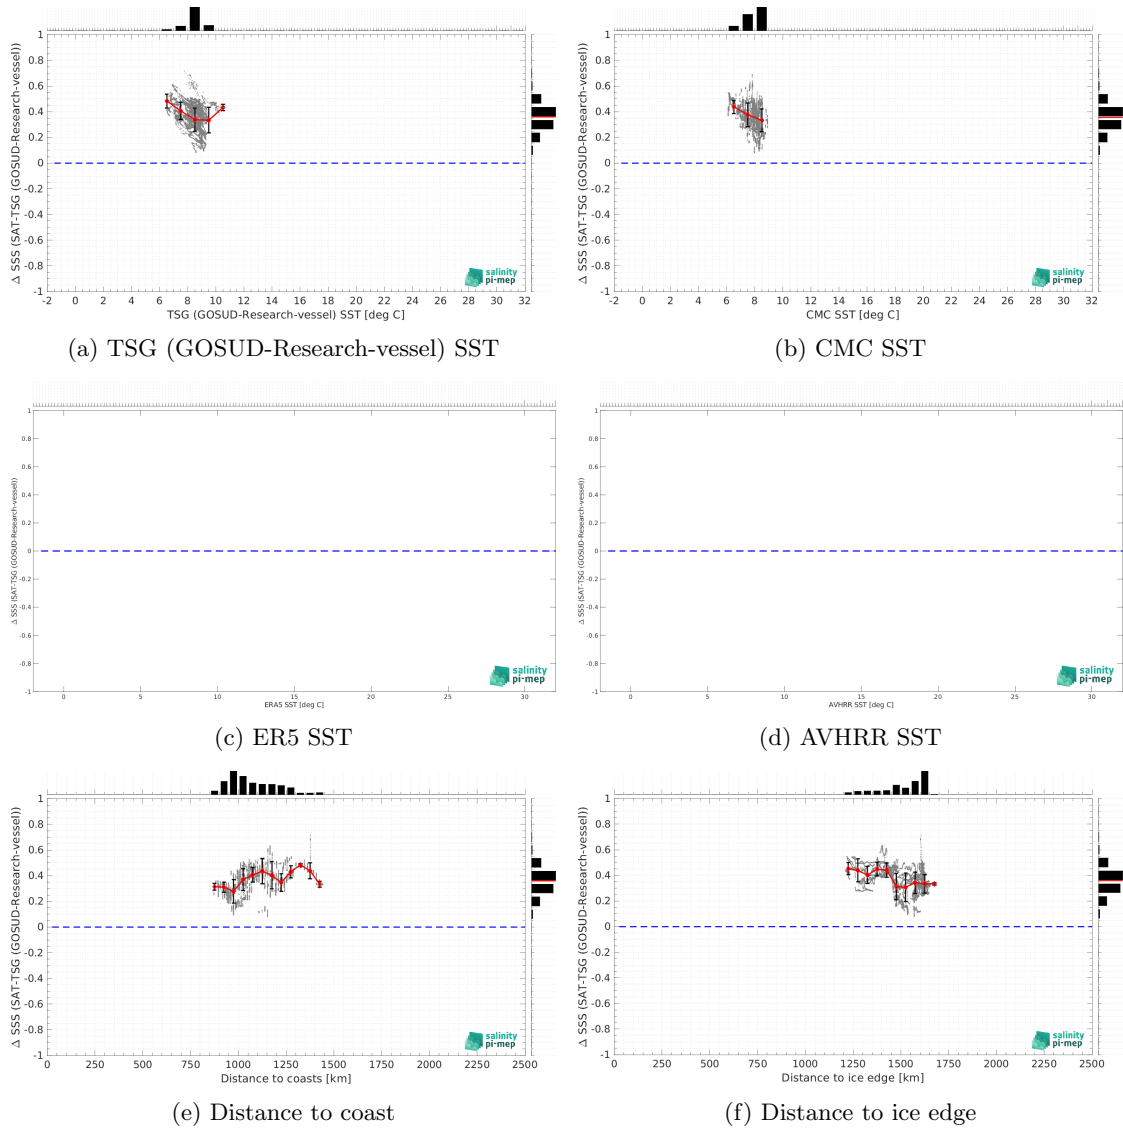 1
0.8
0.6
0.4
0.2
0
-0.2
-0.4
-0.6
-0.8
-1
Δ SSS (SAT-TSG (GOSUD-Research-vessel))
-2 0 2 4 6 8 10 12 14 16 18 20 22 24 26 28 30 32
TSG (GOSUD-Research-vessel) SST [deg C]
salinity
pi-mep
(a) TSG (GOSUD-Research-vessel) SST
1
0.8
0.6
0.4
0.2
0
-0.2
-0.4
-0.6
-0.8
-1
Δ SSS (SAT-TSG (GOSUD-Research-vessel))
-2 0 2 4 6 8 10 12 14 16 18 20 22 24 26 28 30 32
CMC SST [deg C]
salinity
pi-mep
(b) CMC SST
1
0.8
0.6
0.4
0.2
0
-0.2
-0.4
-0.6
-0.8
-1
Δ SSS (SAT-TSG (GOSUD-Research-vessel))
0 5 10 15 20 25 30
ERA5 SST [deg C]
salinity
pi-mep
(c) ER5 SST
1
0.8
0.6
0.4
0.2
0
-0.2
-0.4
-0.6
-0.8
-1
Δ SSS (SAT-TSG (GOSUD-Research-vessel))
0 5 10 15 20 25 30
AVHRR SST [deg C]
salinity
pi-mep
(d) AVHRR SST
1
0.8
0.6
0.4
0.2
0
-0.2
-0.4
-0.6
-0.8
-1
Δ SSS (SAT-TSG (GOSUD-Research-vessel))
0 250 500 750 1000 1250 1500 1750 2000 2250 2500
Distance to coasts [km]
salinity
pi-mep
(e) Distance to coast
1
0.8
0.6
0.4
0.2
0
-0.2
-0.4
-0.6
-0.8
-1
Δ SSS (SAT-TSG (GOSUD-Research-vessel))
0 250 500 750 1000 1250 1500 1750 2000 2250 2500
Distance to ice edge [km]
salinity
pi-mep
(f) Distance to ice edge